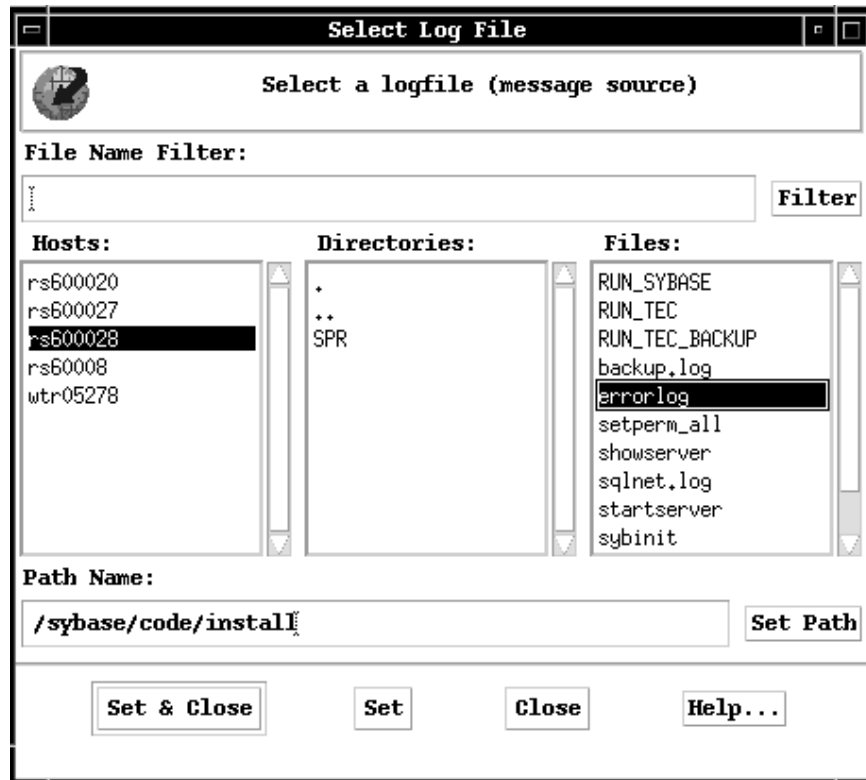 Select Log File
Select a logfile (message source)
File Name Filter:
Filter
Hosts:
rs600020
rs600027
rs600028
rs60008
wtr05278
Directories:
.
..
SPR
Files:
RUN_SYBASE
RUN_TEC
RUN_TEC_BACKUP
backup.log
errorlog
setperm_all
showserver
sqlnet.log
startserver
sybinit
Path Name:
/sybase/code/install
Set Path
Set & Close
Set
Close
Help...